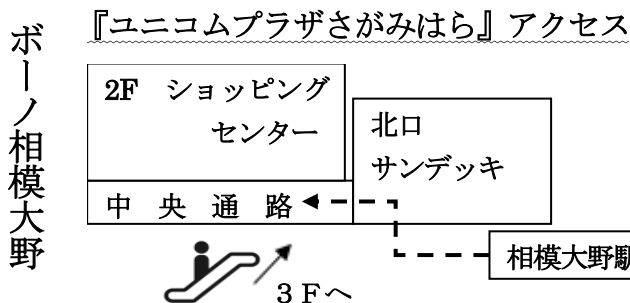 『ユニコムプラザさがみはら』アクセス
ボーノ相模大野
2F ショッピング
センター
北口
サンデッキ
中央通路
相模大野駅
３Ｆへ